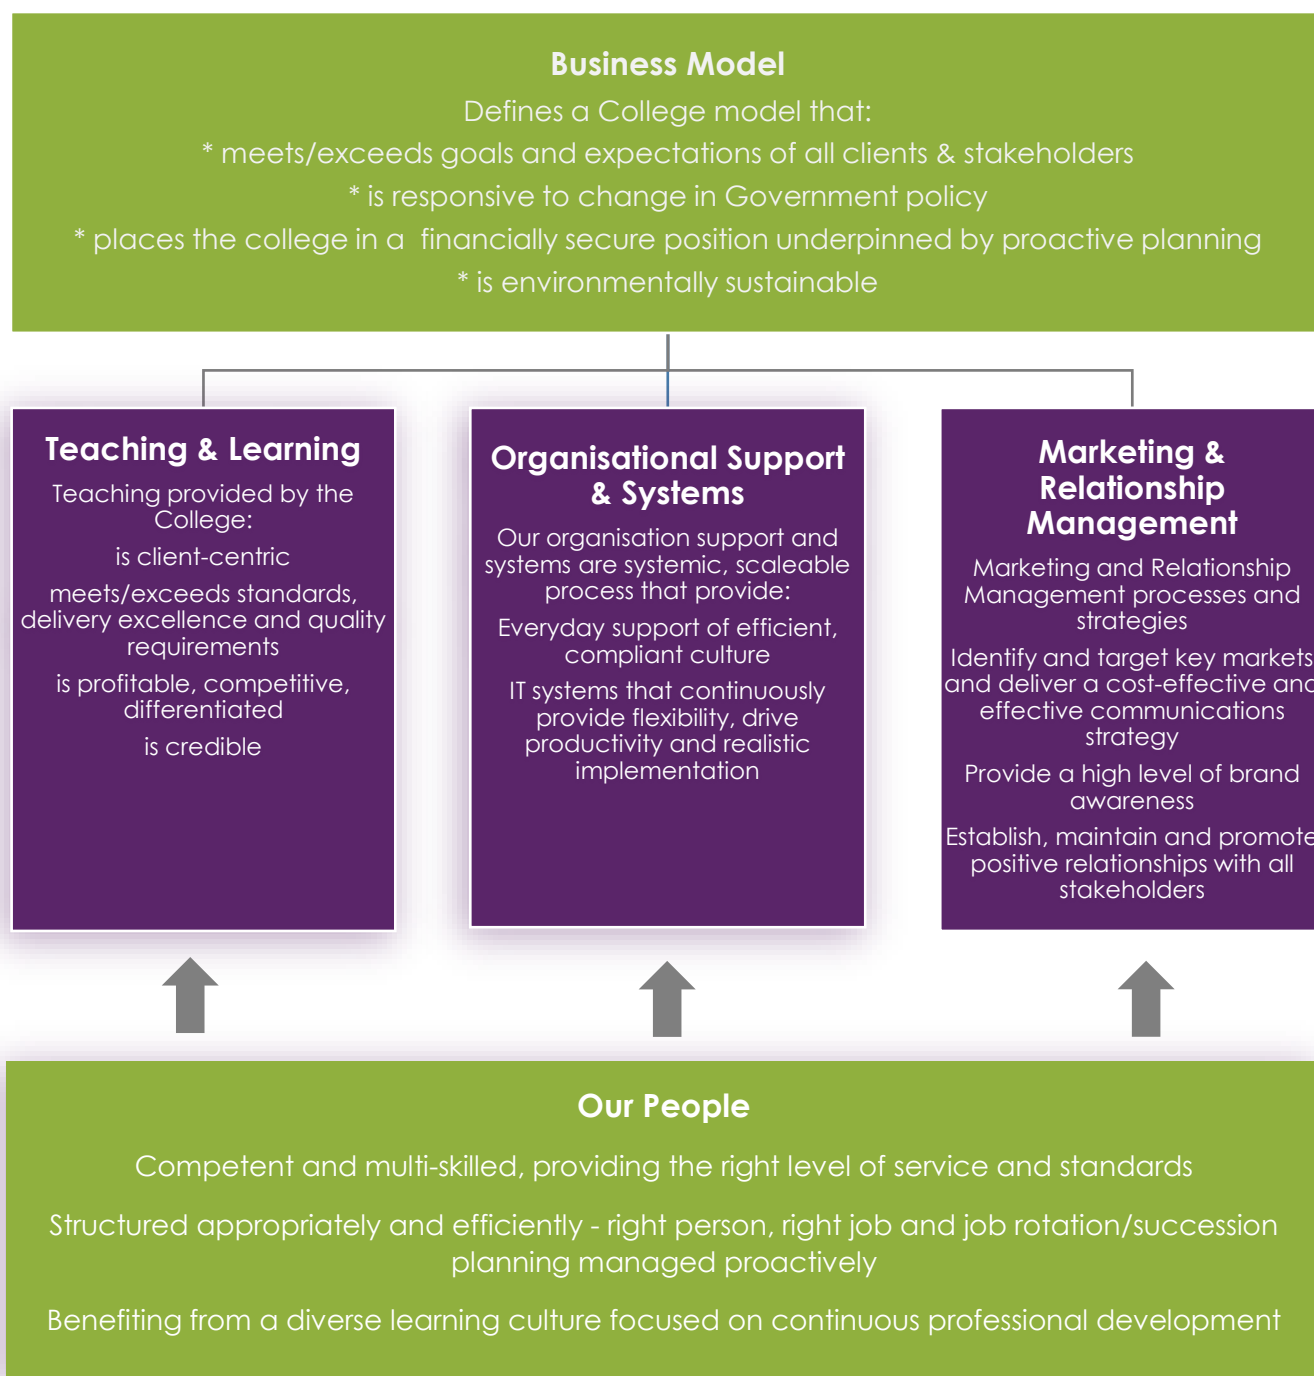 Business Model
Defines a College model that:
* meets/exceeds goals and expectations of all clients & stakeholders
* is responsive to change in Government policy
* places the college in a  financially secure position underpinned by proactive planning
* is environmentally sustainable
Teaching & Learning
Teaching provided by the
College:
is client-centric
meets/exceeds standards,
delivery excellence and quality
requirements
is profitable, competitive,
differentiated
is credible
Organisational Support
& Systems
Our organisation support and
systems are systemic, scaleable
process that provide:
Everyday support of efficient,
compliant culture
IT systems that continuously
provide flexibility, drive
productivity and realistic
implementation
Marketing &
Relationship
Management
Marketing and Relationship
Management processes and
strategies
Identify and target key markets
and deliver a cost-effective and
effective communications
strategy
Provide a high level of brand
awareness
Establish, maintain and promote
positive relationships with all
stakeholders
Our People
Competent and multi-skilled, providing the right level of service and standards
Structured appropriately and efficiently - right person, right job and job rotation/succession
planning managed proactively
Benefiting from a diverse learning culture focused on continuous professional development